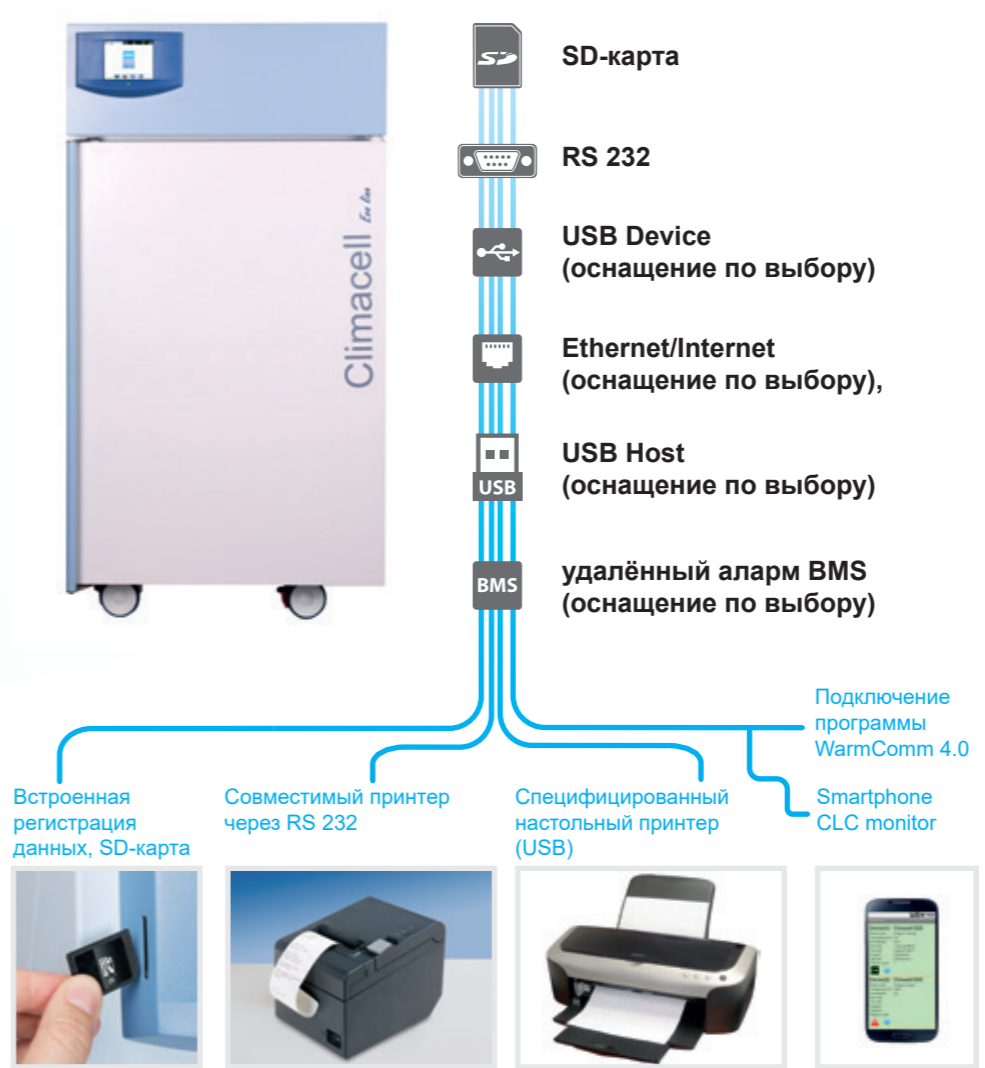 Climacell
SD-карта
RS 232
USB Device
(оснащение по выбору)
Ethernet/Internet
(оснащение по выбору),
USB Host
(оснащение по выбору)
USB
удалённый аларм BMS
(оснащение по выбору)
BMS
Подключение
программы
WarmComm 4.0
Smartphone
CLC monitor
Встроенная
регистрация
данных, SD-карта
Совместимый принтер
через RS 232
Специфицированный
настольный принтер
(USB)